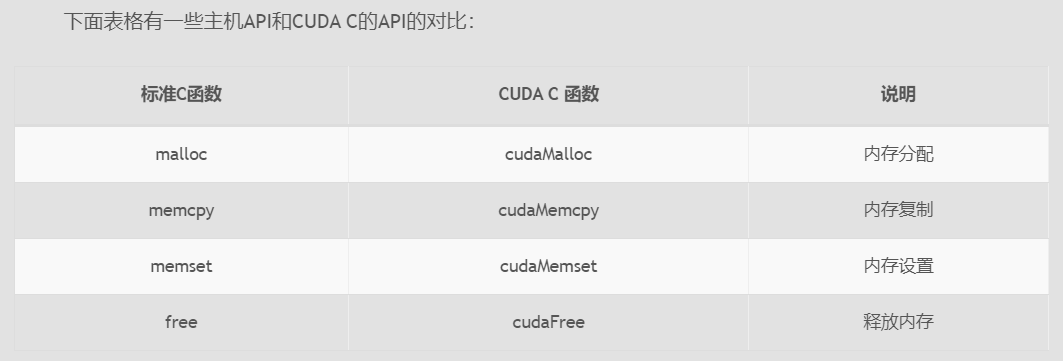 下面表格有一些主机API和CUDA C的API的对比：
标准C函数 CUDA C 函数 说明
malloc cudaMalloc 内存分配
memcpy cudaMemcpy 内存复制
memset cudaMemset 内存设置
free cudaFree 释放内存